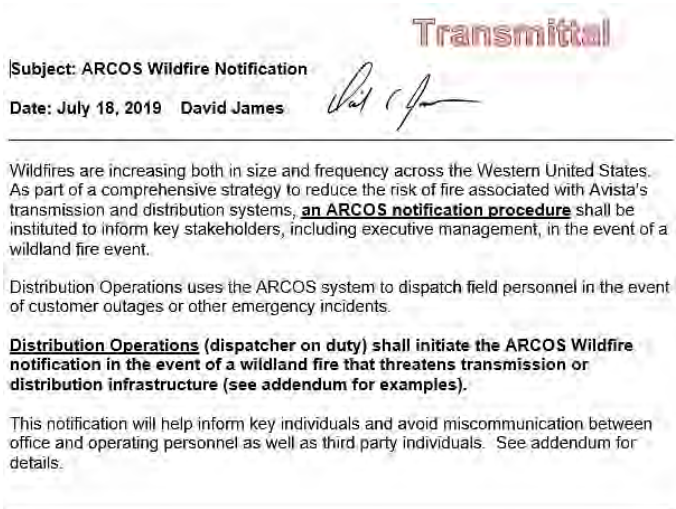 Transmittal
Subject: ARCOS Wildfire Notification
Date: July 18, 2019 David James
Wildfires are increasing both in size and frequency across the Western United States.
As part of a comprehensive strategy to reduce the risk of fire associated with Avista's
transmission and distribution systems, an ARCOS notification procedure shall be
instituted to inform key stakeholders, including executive management, in the event of a
wildland fire event.
Distribution Operations uses the ARCOS system to dispatch field personnel in the event
of customer outages or other emergency incidents.
Distribution Operations (dispatcher on duty) shall initiate the ARCOS Wildfire
notification in the event of a wildland fire that threatens transmission or
distribution infrastructure (see addendum for examples).
This notification will help inform key individuals and avoid miscommunication between
office and operating personnel as well as third party individuals. See addendum for
details.